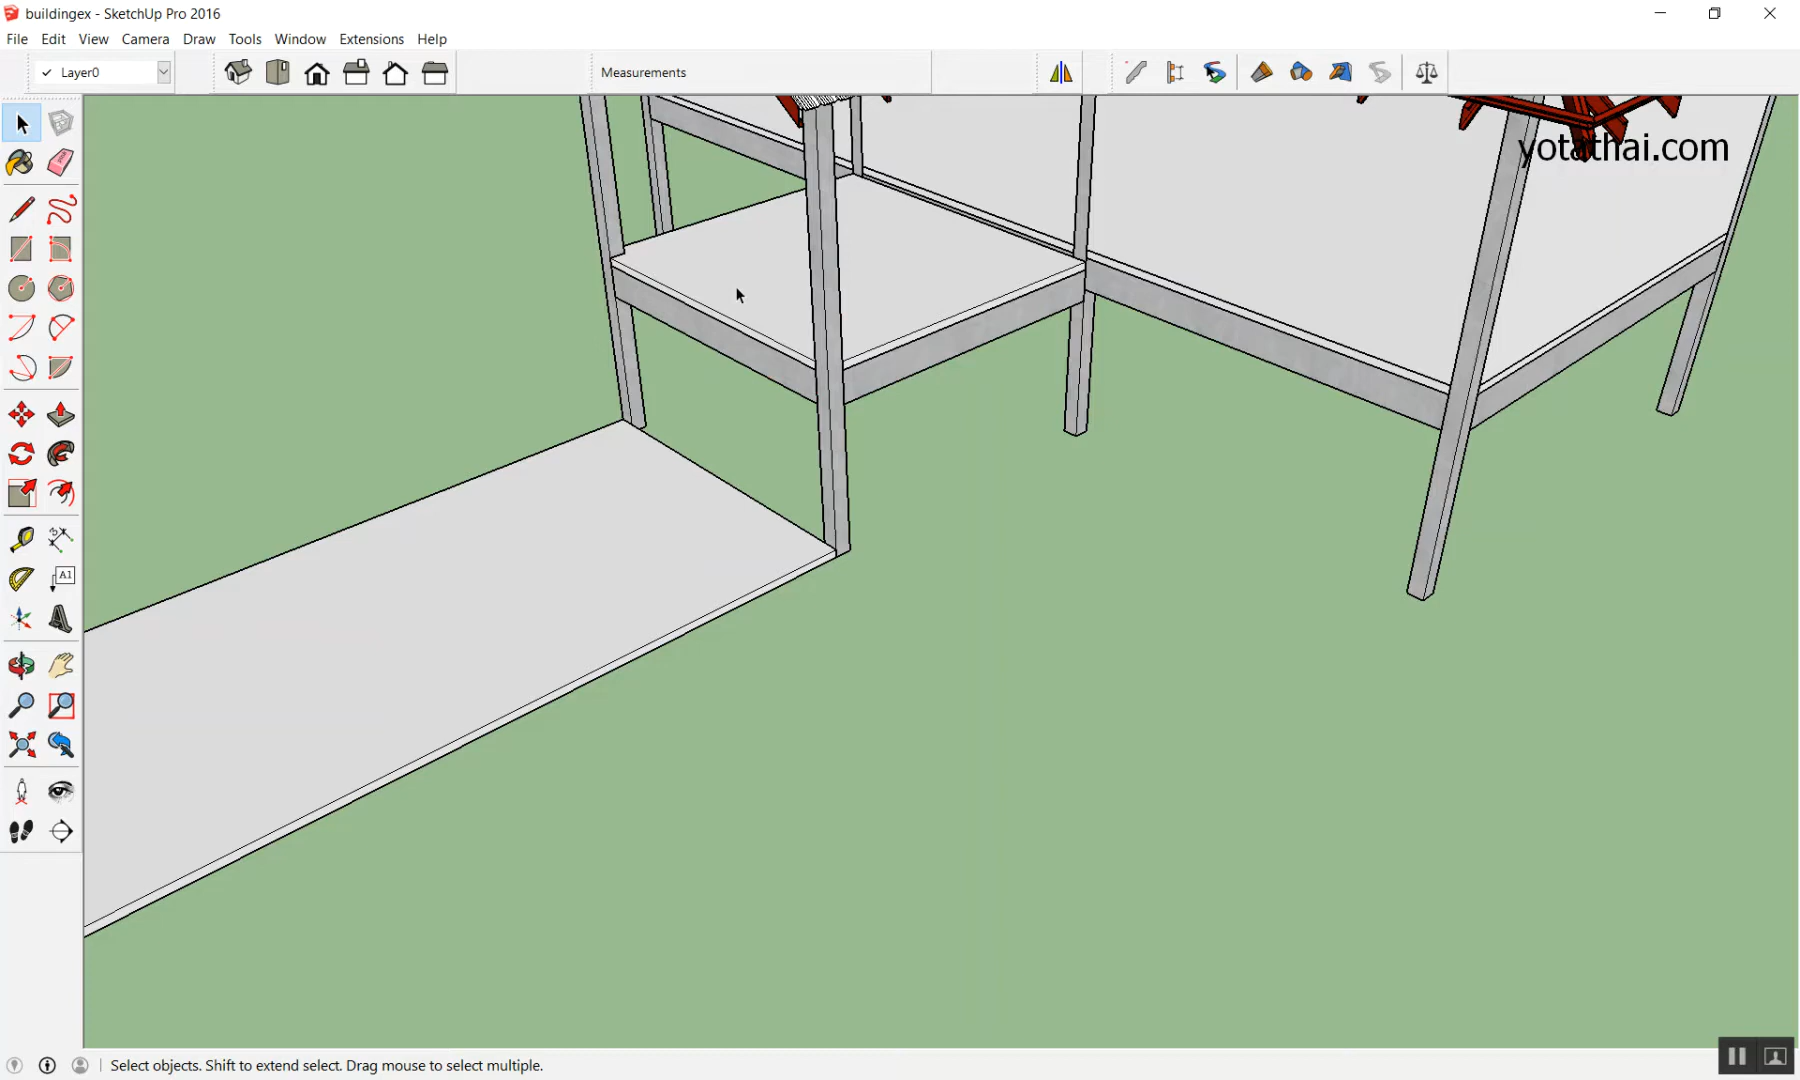 buildingex - SketchUp Pro 2016
File Edit View Camera Draw Tools Window Extensions Help
Layer0
Measurements
yotathai.com
A1
Select objects. Shift to extend select. Drag mouse to select multiple.